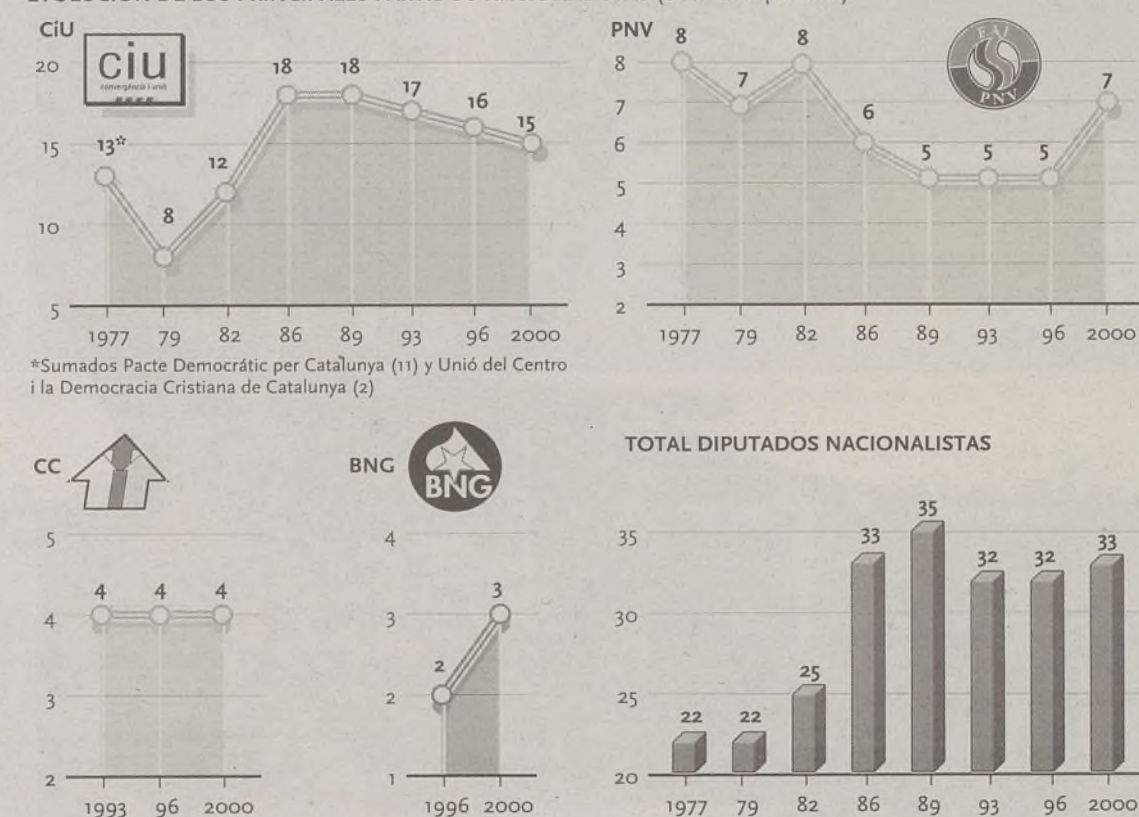 CiU
ciu
convergència i unió
20
15
10
5
13*
8
12
18
18
17
16
15
1977 79 82 86 89 93 96 2000
*Sumados Pacte Democrátic per Catalunya (11) y Unió del Centro
i la Democracia Cristiana de Catalunya (2)
PNV
EAJ
PNV
8
7
6
5
4
3
2
8
7
8
6
5
5
5
7
1977 79 82 86 89 93 96 2000
CC
5
4
3
2
4 4 4
1993 96 2000
BNG
BNG
4
3
2
1
2
3
1996 2000
TOTAL DIPUTADOS NACIONALISTAS
35
30
25
20
22
22
25
33
35
32
32
33
1977 79 82 86 89 93 96 2000